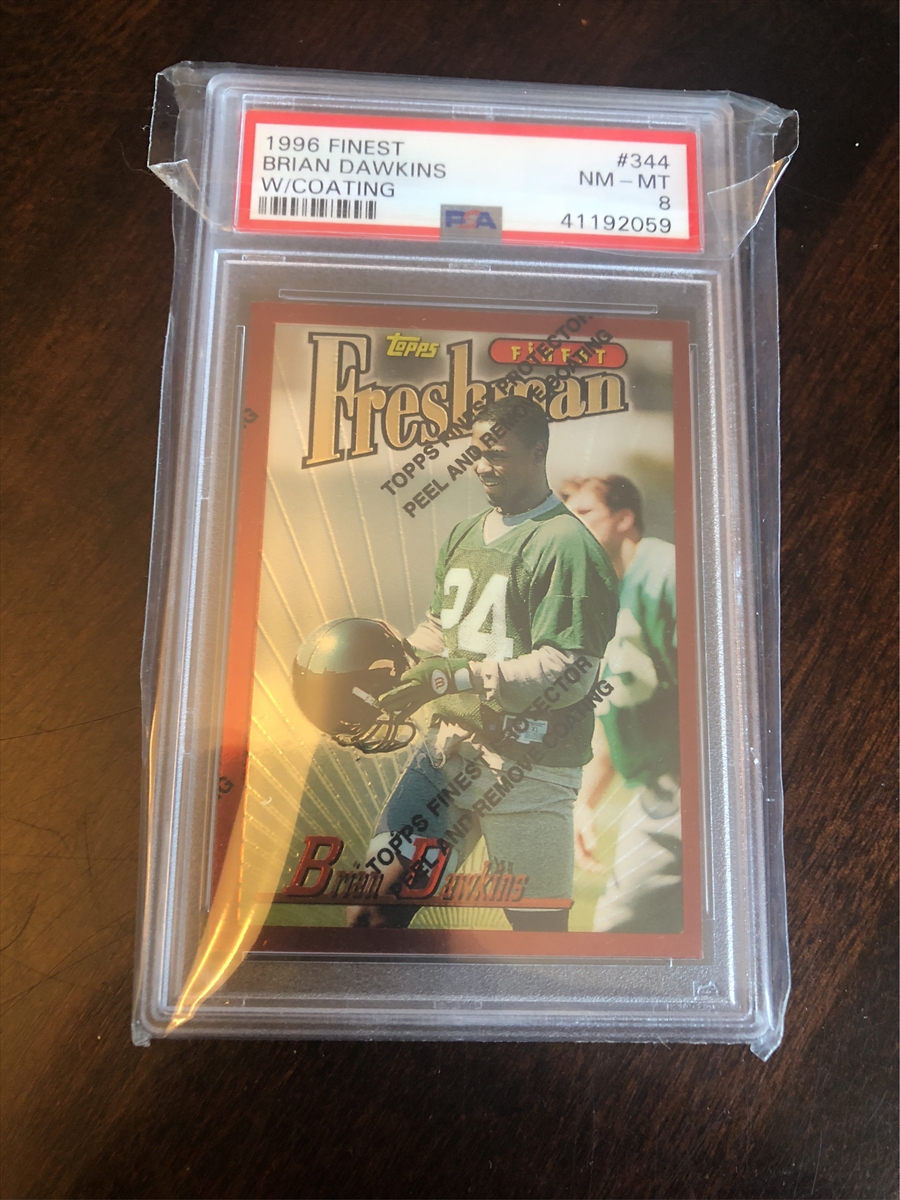 1996 FINEST
BRIAN DAWKINS
W/COATING
#344
NM – MT
8
41192059
PSA
TOPPS
FINEST
Freshman
TOPPS FINEST PROTECTOR
PEEL AND REMOVE COATING
24
B
TOPPS FINEST PROTECTOR
PEEL AND REMOVE COATING
Brian Dawkins